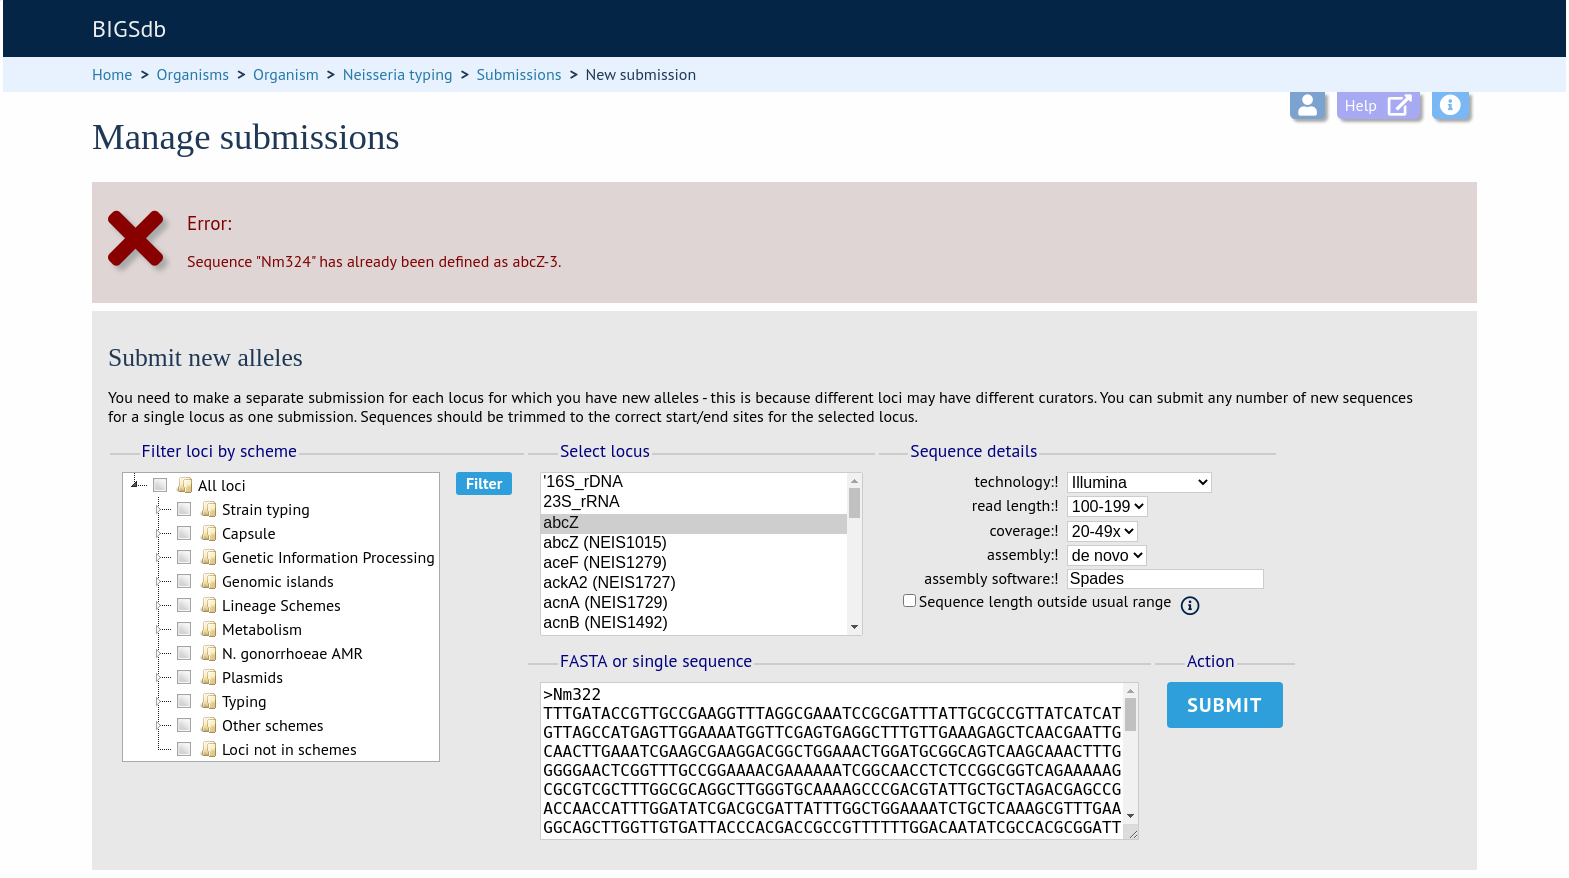 BIGSdb
Home > Organisms > Organism > Neisseria typing > Submissions > New submission
Help
Manage submissions
Error:
Sequence "Nm324" has already been defined as abcZ-3.
Submit new alleles
You need to make a separate submission for each locus for which you have new alleles - this is because different loci may have different curators. You can submit any number of new sequences
for a single locus as one submission. Sequences should be trimmed to the correct start/end sites for the selected locus.
Filter loci by scheme
All loci
Strain typing
Capsule
Genetic Information Processing
Genomic islands
Lineage Schemes
Metabolism
N. gonorrhoeae AMR
Plasmids
Typing
Other schemes
Loci not in schemes
Filter
Select locus
'16S_rDNA
23S_rRNA
abcZ
abcZ (NEIS1015)
aceF (NEIS1279)
ackA2 (NEIS1727)
acnA (NEIS1729)
acnB (NEIS1492)
Sequence details
technology:! Illumina
read length:! 100-199
coverage:! 20-49x
assembly:! de novo
assembly software:! Spades
Sequence length outside usual range
FASTA or single sequence
>Nm322
TTTGATACCGTTGCCGAAGGTTTAGGCGAAATCCGCGATTTATTGCGCCGTTATCATCAT
GTTAGCCATGAGTTGGAAAATGGTTCGAGTGAGGCTTTGTTGAAAGAGCTCAACGAATTG
CAACTTGAAATCGAAGCGAAGGACGGCTGGAAACTGGATGCGGCAGTCAAGCAAACTTTG
GGGGAACTCGGTTTGCCGGAAAACGAAAAAATCGGCAACCTCTCCGGCGGTCAGAAAAAG
CGCGTCGCTTTGGCGCAGGCTTGGGTGCAAAAGCCCGACGTATTGCTGCTAGACGAGCCG
ACCAACCATTTGGATATCGACGCGATTATTTGGCTGGAAAATCTGCTCAAAGCGTTTGAA
GGCAGCTTGGTTGTGATTACCCACGACCGCCGTTTTTTGGACAATATCGCCACGCGGATT
Action
SUBMIT